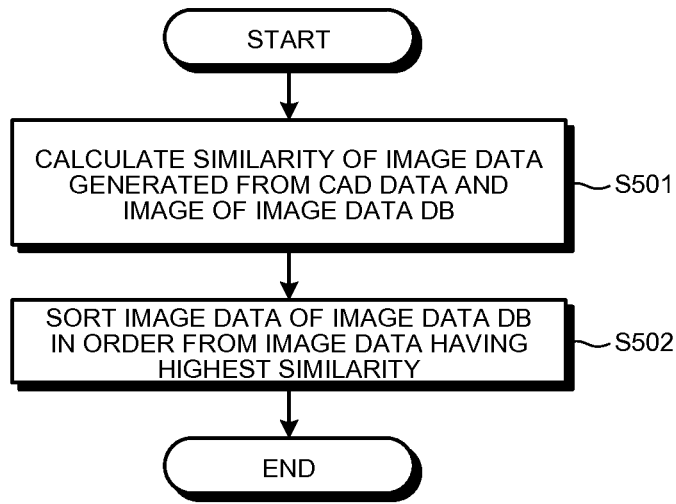 START
CALCULATE SIMILARITY OF IMAGE DATA
GENERATED FROM CAD DATA AND
IMAGE OF IMAGE DATA DB
S501
SORT IMAGE DATA OF IMAGE DATA DB
IN ORDER FROM IMAGE DATA HAVING
HIGHEST SIMILARITY
S502
END